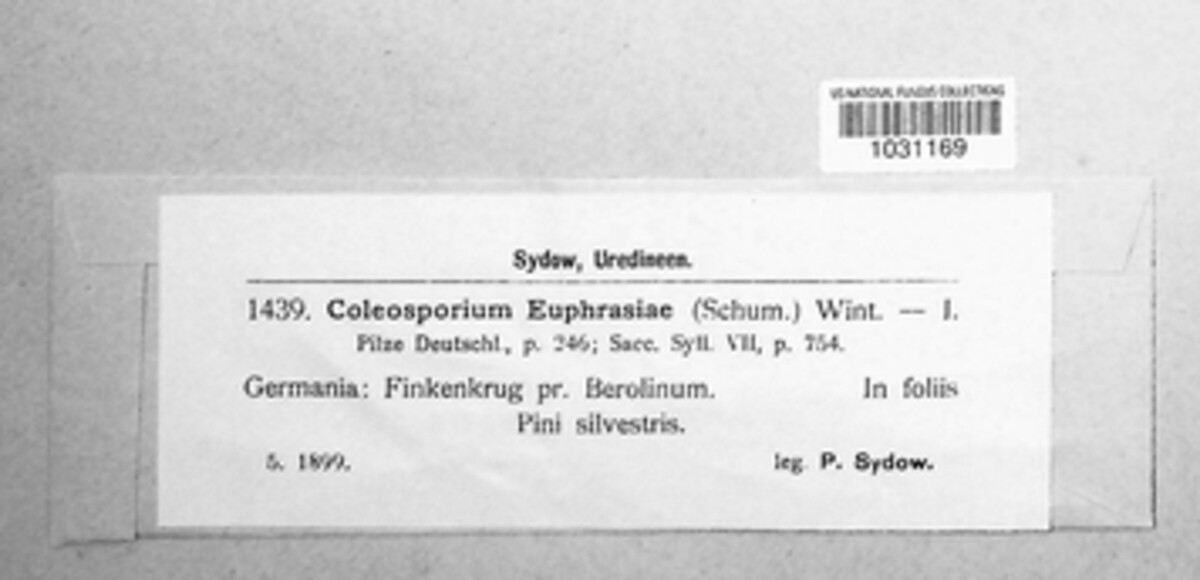 US NATIONAL FUNGUS COLLECTIONS
1031169
Sydow, Uredineen.
1439. Coleosporium Euphrasiae (Schum.) Wint. — I.
Pilze Deutschl., p. 246; Sacc. Syll. VII, p. 754.
Germania: Finkenkrug pr. Berolinum. In foliis
Pini silvestris.
5. 1899. leg. P. Sydow.